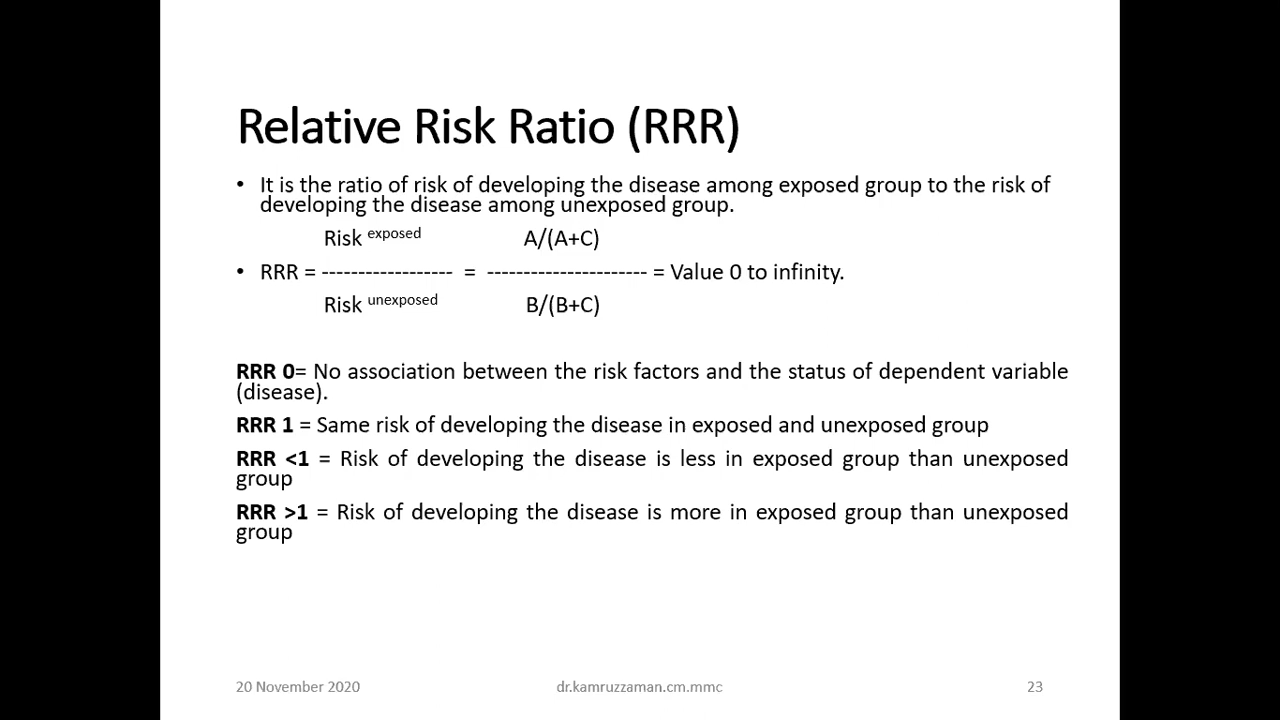 Relative Risk Ratio (RRR)
• It is the ratio of risk of developing the disease among exposed group to the risk of
developing the disease among unexposed group.
Risk exposed A/(A+C)
• RRR = ------------------ = ---------------------- = Value 0 to infinity.
Risk unexposed B/(B+C)
RRR 0= No association between the risk factors and the status of dependent variable
(disease).
RRR 1 = Same risk of developing the disease in exposed and unexposed group
RRR <1 = Risk of developing the disease is less in exposed group than unexposed
group
RRR >1 = Risk of developing the disease is more in exposed group than unexposed
group
20 November 2020 dr.kamruzzaman.cm.mmc 23